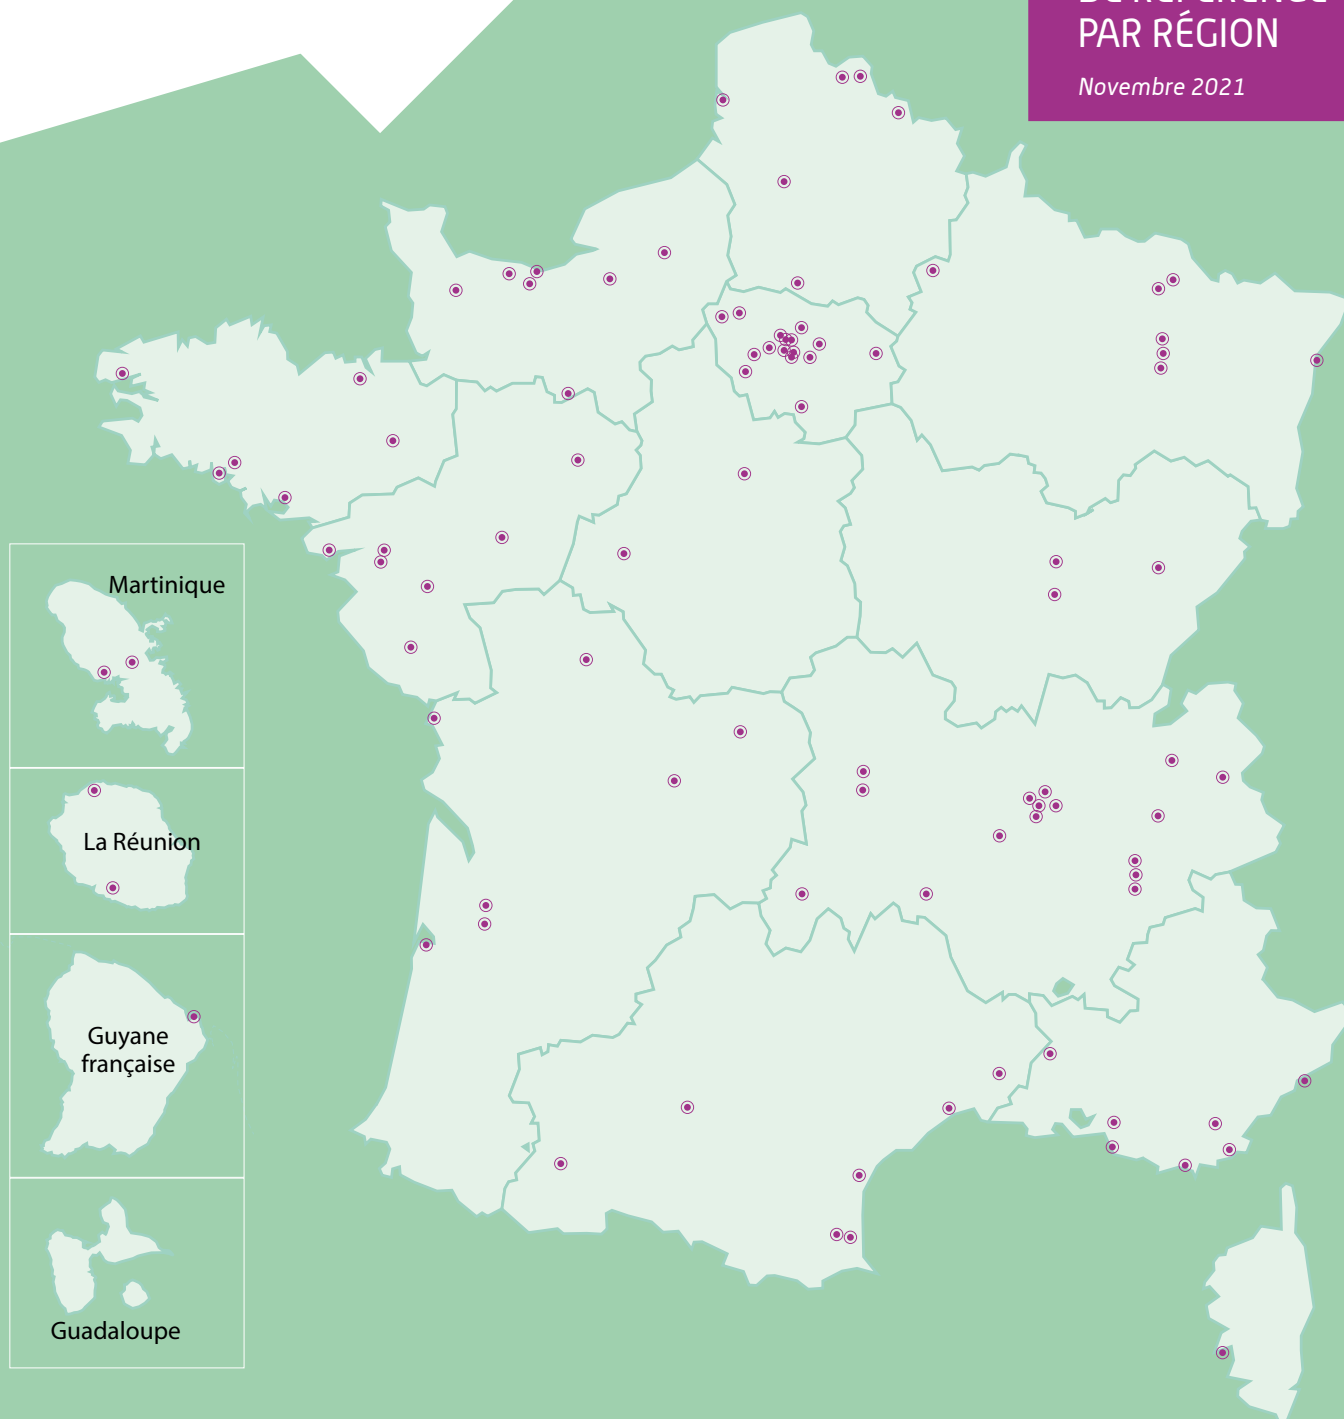 PAR RÉGION
Novembre 2021
Martinique
La Réunion
Guyane
française
Guadaloupe